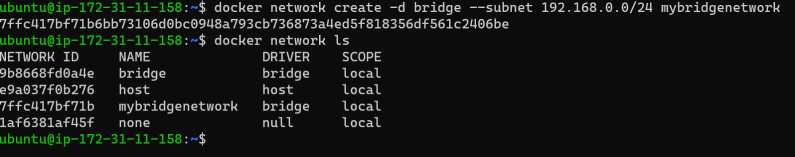 ubuntu@ip-172-31-11-158:~$ docker network create -d bridge --subnet 192.168.0.0/24 mybridgenetwork
7ffc417bf71b6bb73106d0bc0948a793cb736873a4ed5f818356df561c2406be
ubuntu@ip-172-31-11-158:~$ docker network ls
NETWORK ID     NAME              DRIVER    SCOPE
9b8668fd0a4e   bridge            bridge    local
e9a037f0b276   host              host      local
7ffc417bf71b   mybridgenetwork   bridge    local
1af6381af45f   none              null      local
ubuntu@ip-172-31-11-158:~$